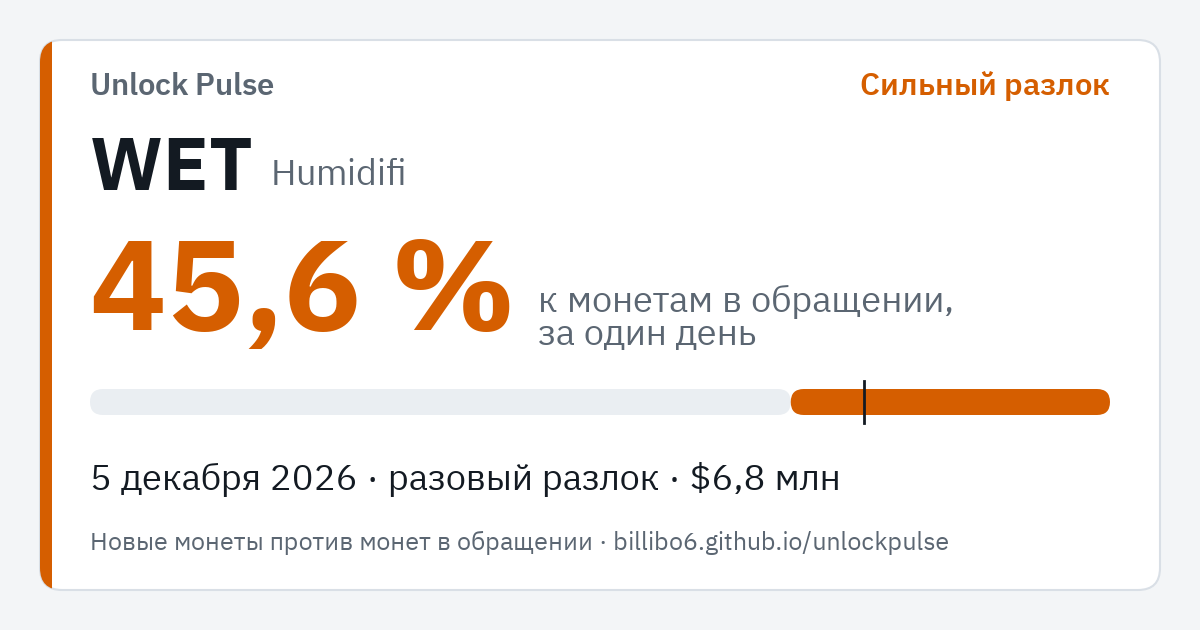 Unlock Pulse
Сильный разлок
WET Humidifi
45,6 % к монетам в обращении,
за один день
5 декабря 2026 · разовый разлок · $6,8 млн
Новые монеты против монет в обращении · billibo6.github.io/unlockpulse